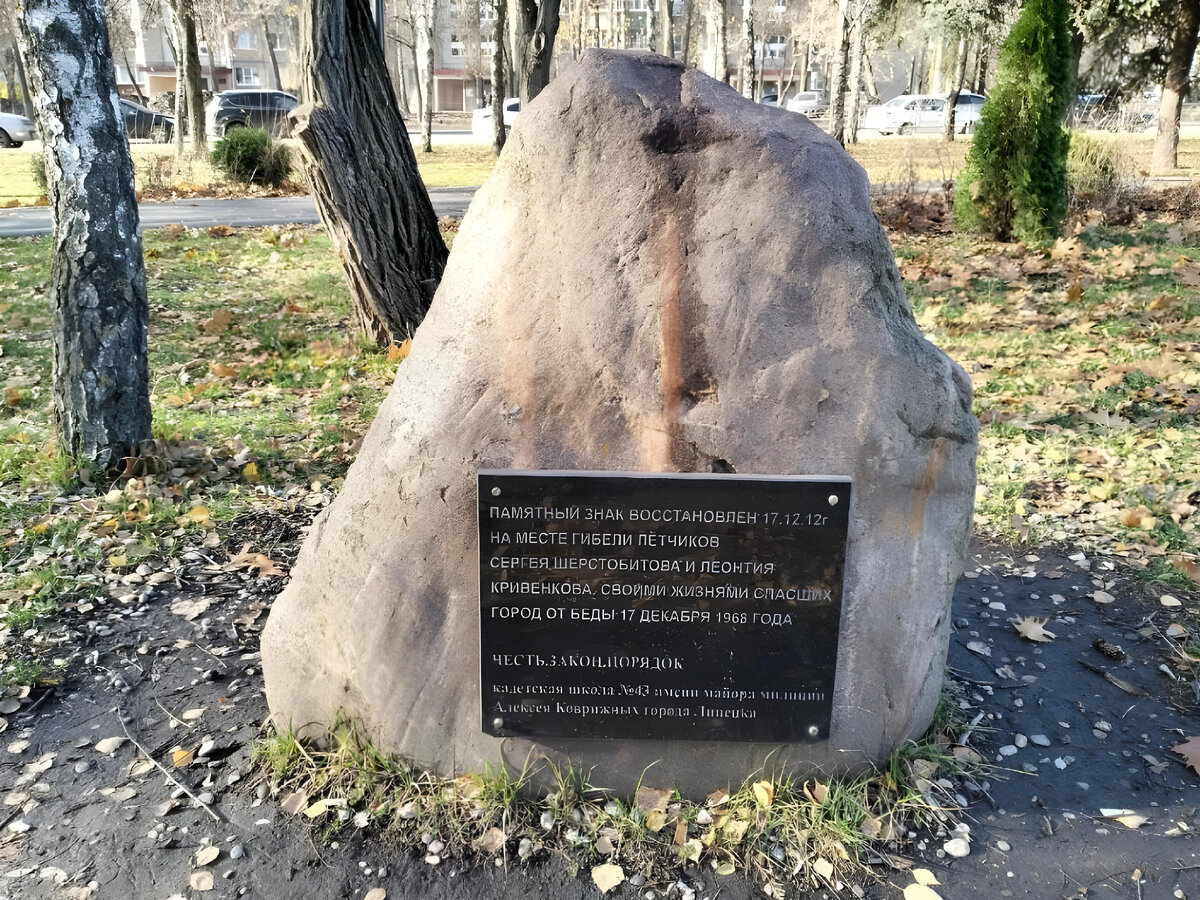 ПАМЯТНЫЙ ЗНАК ВОССТАНОВЛЕН 17.12.12г
НА МЕСТЕ ГИБЕЛИ ЛЁТЧИКОВ
СЕРГЕЯ ШЕРСТОБИТОВА И ЛЕОНТИЯ
КРИВЕНКОВА, СВОИМИ ЖИЗНЯМИ СПАСШИХ
ГОРОД ОТ БЕДЫ 17 ДЕКАБРЯ 1968 ГОДА
ЧЕСТЬ.ЗАКОН.ПОРЯДОК
кадетская школа №43 имени майора милиции
Алексея Коврижных города Липецка